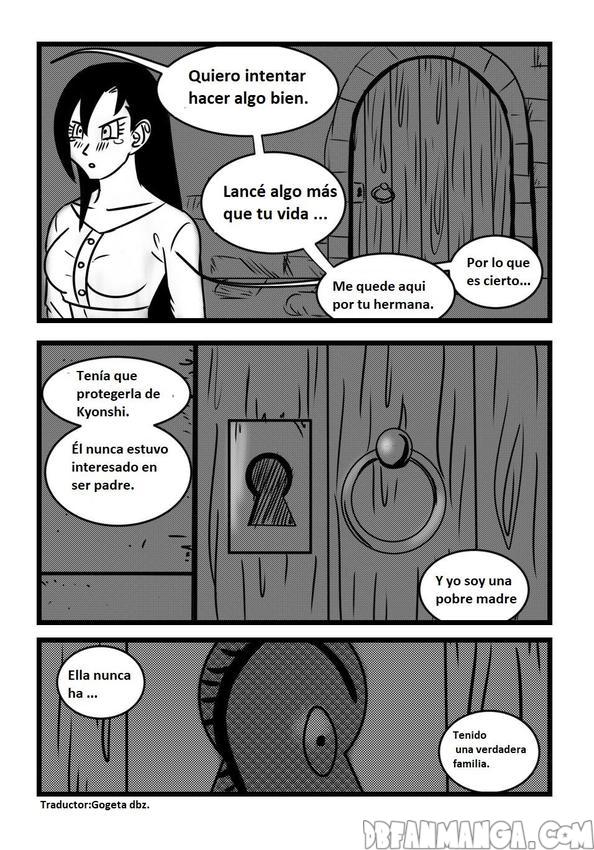 Quiero intentar
hacer algo bien.
Lancé algo más
que tu vida ...
Me quede aqui
por tu hermana.
Por lo que
es cierto...
Tenía que
protegerla de
Kyonshi.
Él nunca estuvo
interesado en
ser padre.
Y yo soy una
pobre madre
Ella nunca
ha ...
Tenido
una verdadera
familia.
Traductor:Gogeta dbz.
DBFANMANGA.COM